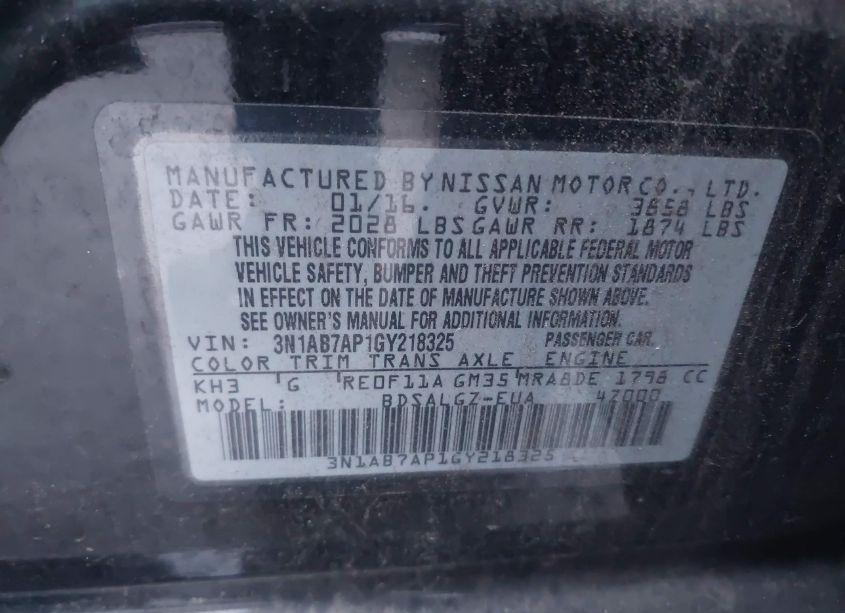 MANUFACTURED BY NISSAN MOTOR CO., LTD.
DATE: 01/16. GVWR: 3858 LBS
GAWR FR: 2028 LBS GAWR RR: 1874 LBS
THIS VEHICLE CONFORMS TO ALL APPLICABLE FEDERAL MOTOR
VEHICLE SAFETY, BUMPER AND THEFT PREVENTION STANDARDS
IN EFFECT ON THE DATE OF MANUFACTURE SHOWN ABOVE.
SEE OWNER'S MANUAL FOR ADDITIONAL INFORMATION.
VIN: 3N1AB7AP1GY218325 PASSENGER CAR.
COLOR TRIM TRANS AXLE ENGINE
KH3 G RE0F11A GM35 MRA8DE 1798 CC
MODEL: BDSALGZ-EUA 47000
3N1AB7AP1GY218325